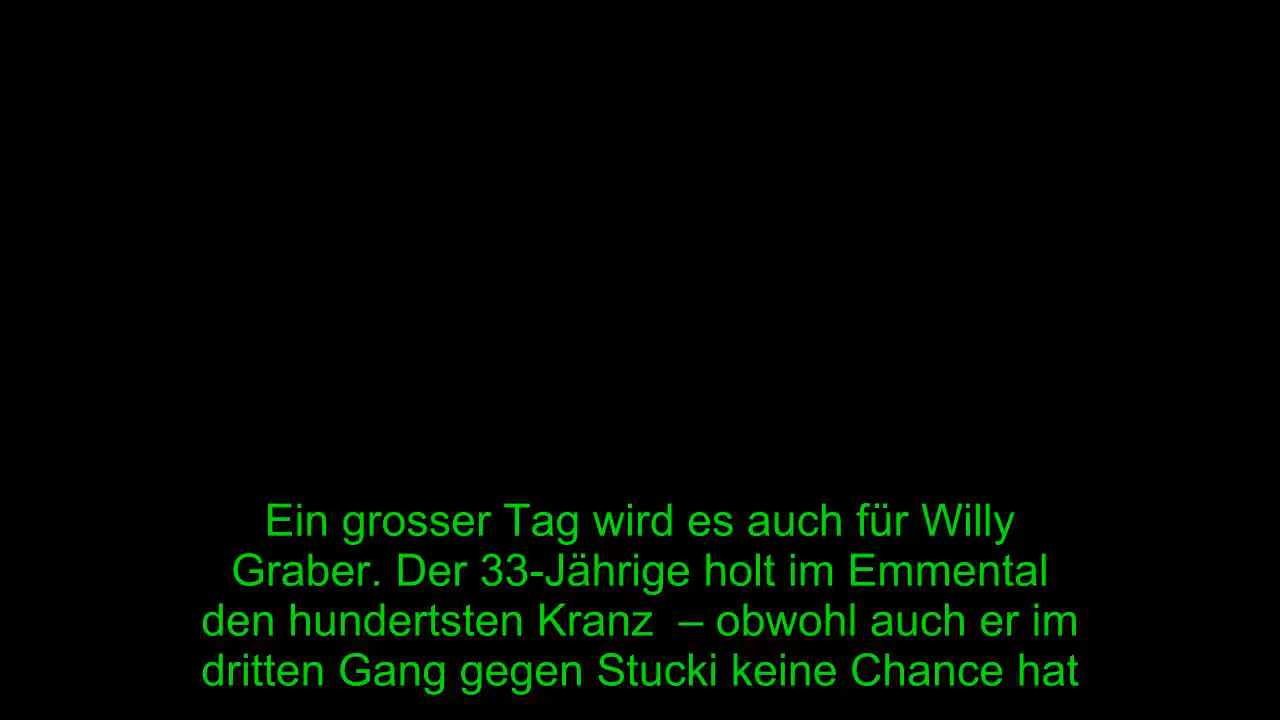 Ein grosser Tag wird es auch für Willy
Graber. Der 33-Jährige holt im Emmental
den hundertsten Kranz  – obwohl auch er im
dritten Gang gegen Stucki keine Chance hat